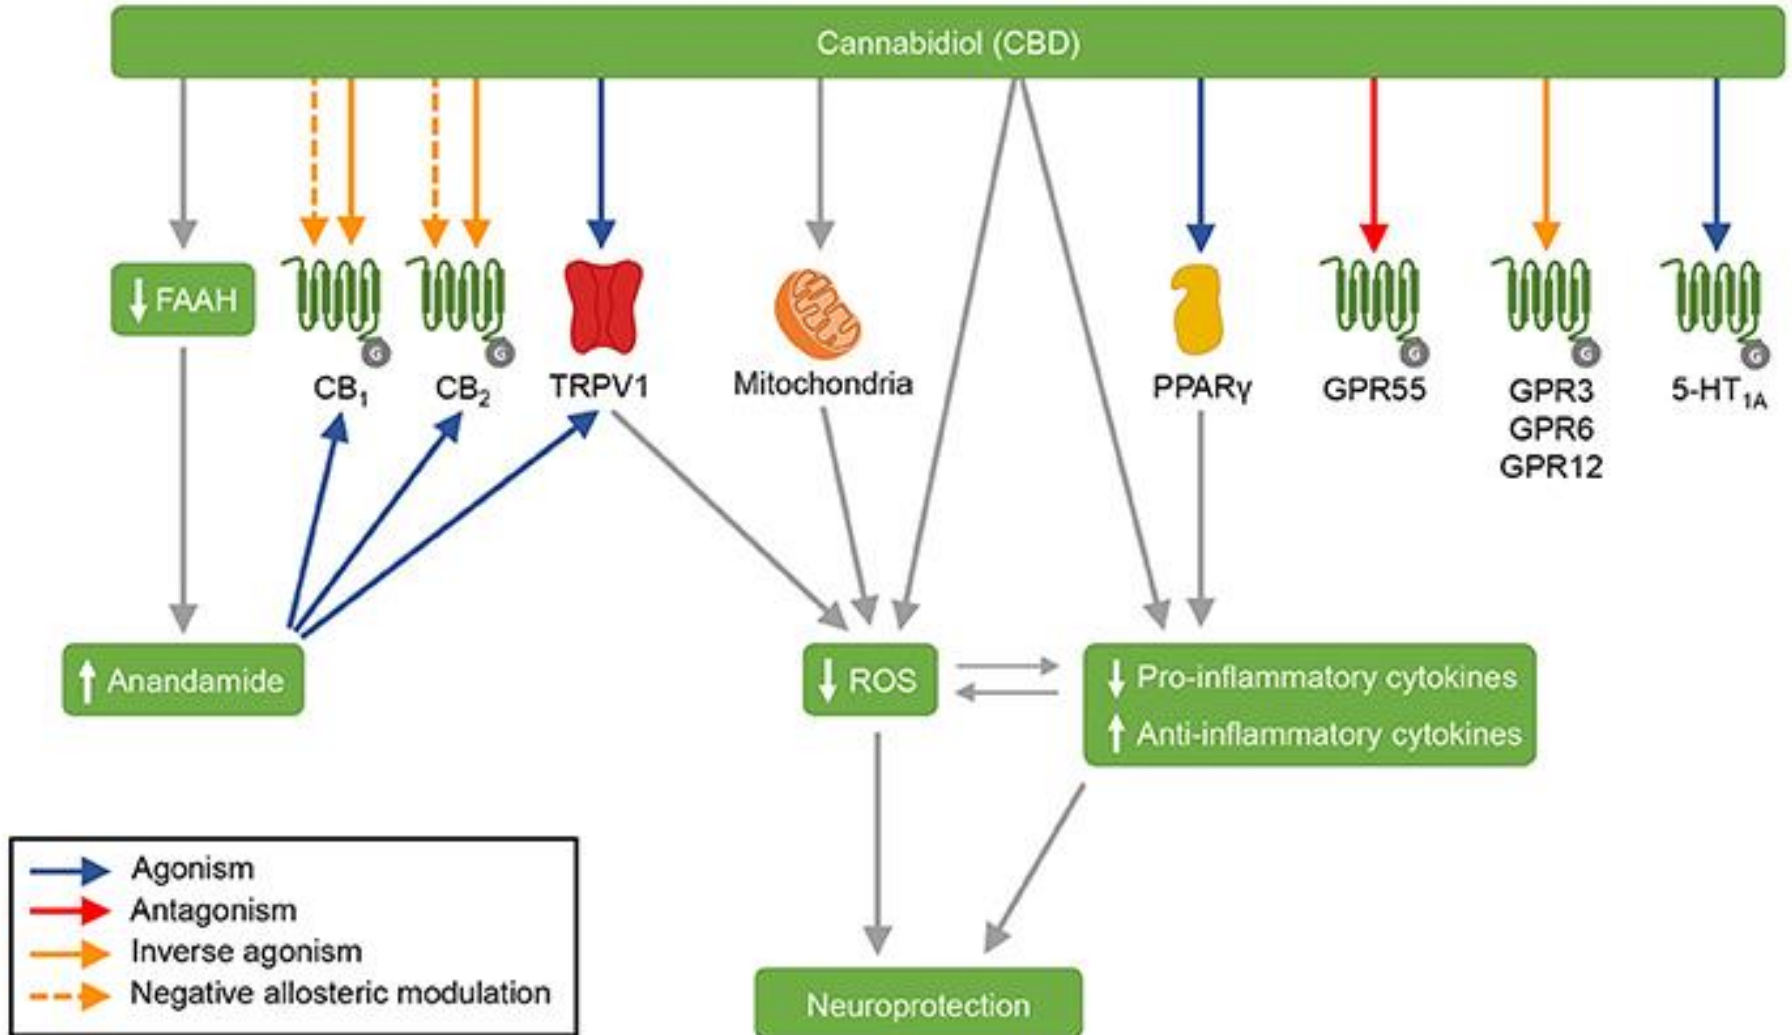 Cannabidiol (CBD)
↓ FAAH
G
CB₁
G
CB₂
TRPV1
Mitochondria
PPARγ
G
GPR55
G
GPR3
GPR6
GPR12
G
5-HT₁A
↑ Anandamide
↓ ROS
↓ Pro-inflammatory cytokines
↑ Anti-inflammatory cytokines
Agonism
Antagonism
Inverse agonism
Negative allosteric modulation
Neuroprotection